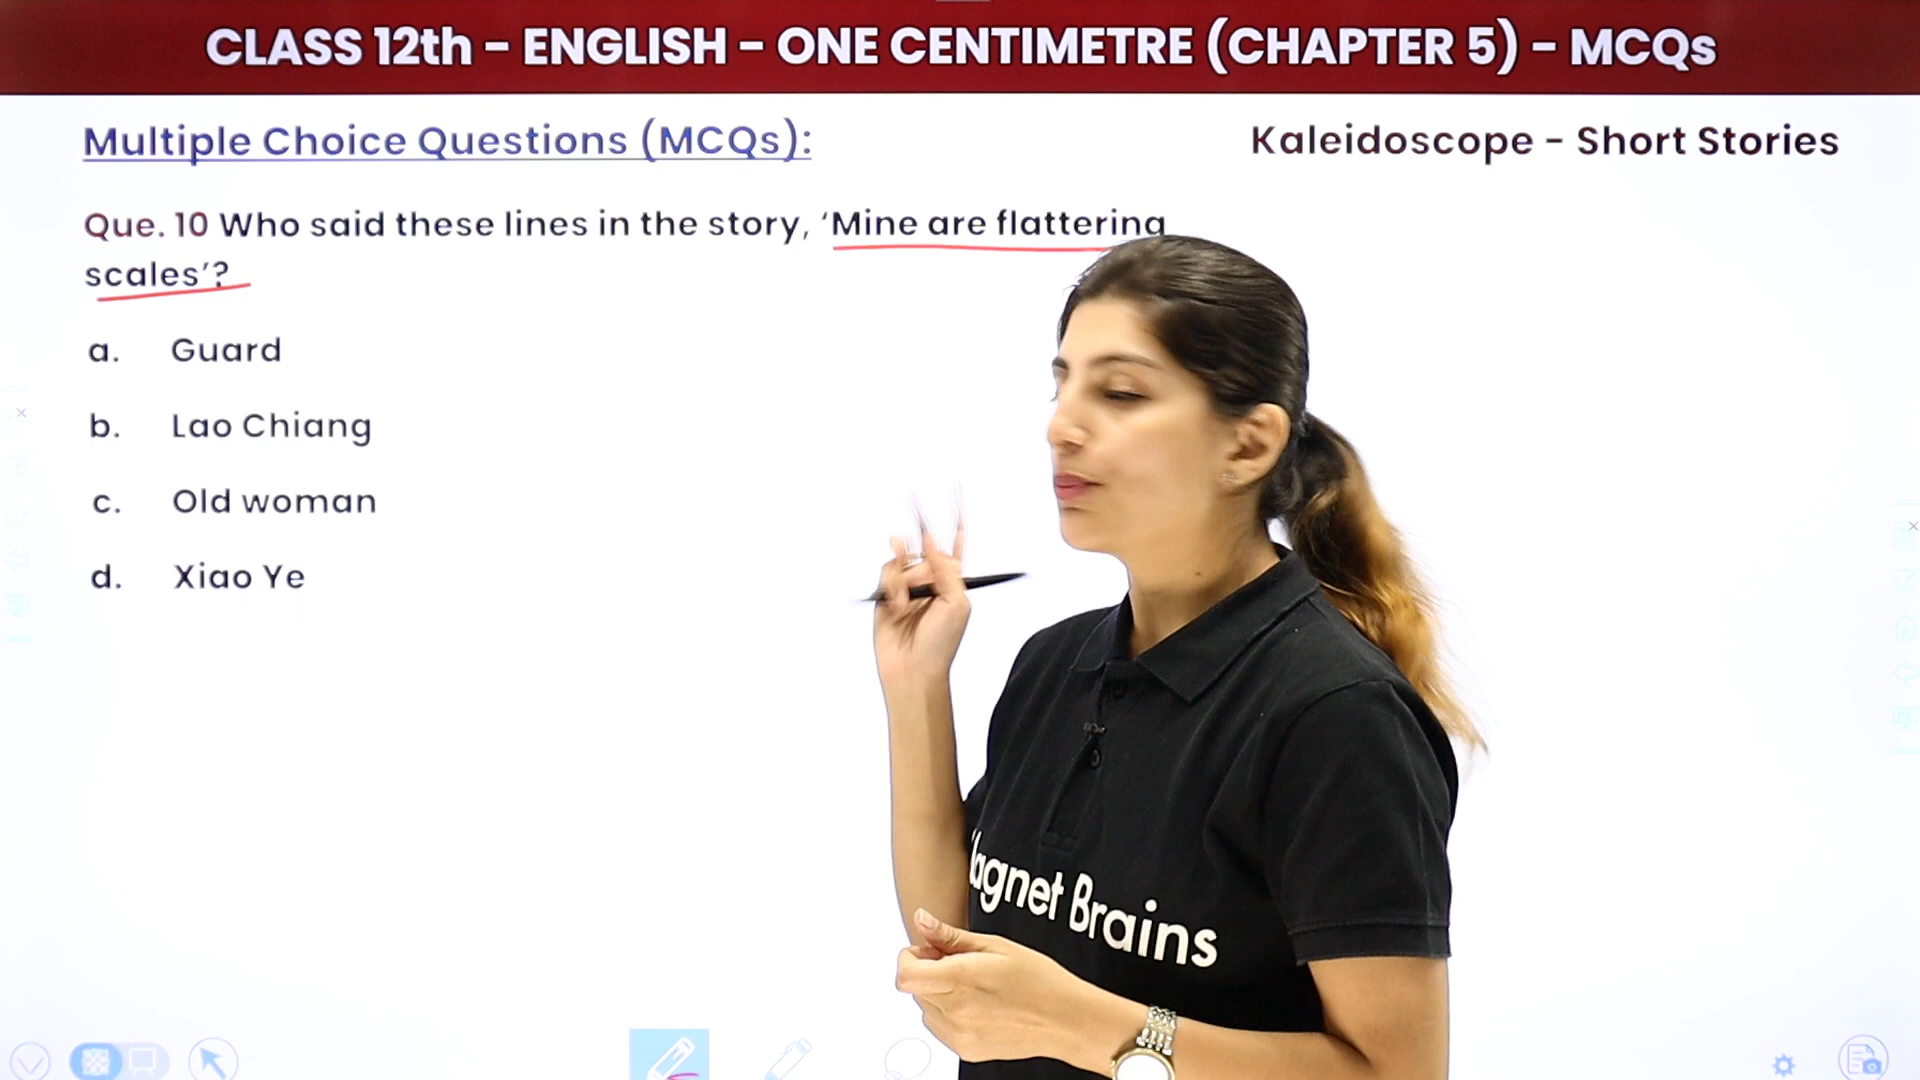 CLASS 12th - ENGLISH - ONE CENTIMETRE (CHAPTER 5) - MCQs
Multiple Choice Questions (MCQs):
Kaleidoscope - Short Stories
Que. 10 Who said these lines in the story, ‘Mine are flattering
scales’?
a. Guard
b. Lao Chiang
c. Old woman
d. Xiao Ye
Magnet Brains